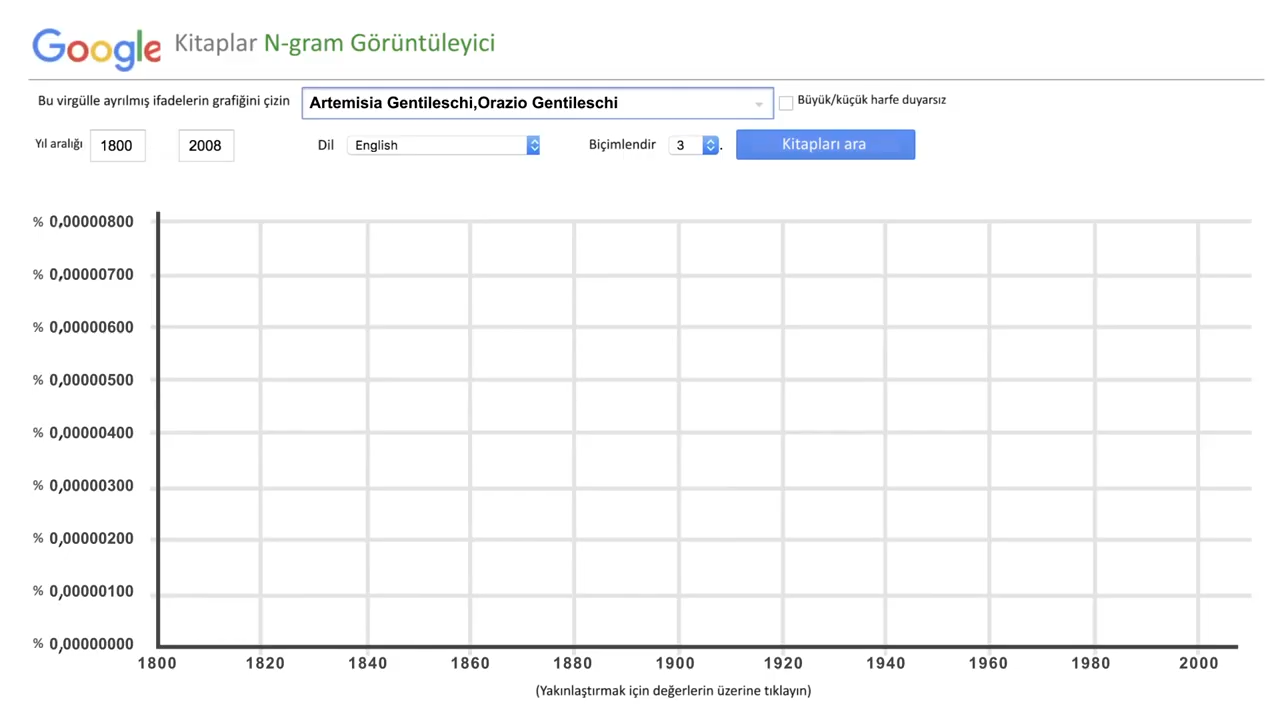 Google Kitaplar N-gram Görüntüleyici
Bu virgülle ayrılmış ifadelerin grafiğini çizin Artemisia Gentileschi,Orazio Gentileschi Büyük/küçük harfe duyarsız
Yıl aralığı 1800 2008 Dil English Biçimlendir 3 . Kitapları ara
% 0,00000800
% 0,00000700
% 0,00000600
% 0,00000500
% 0,00000400
% 0,00000300
% 0,00000200
% 0,00000100
% 0,00000000
1800 1820 1840 1860 1880 1900 1920 1940 1960 1980 2000
(Yakınlaştırmak için değerlerin üzerine tıklayın)